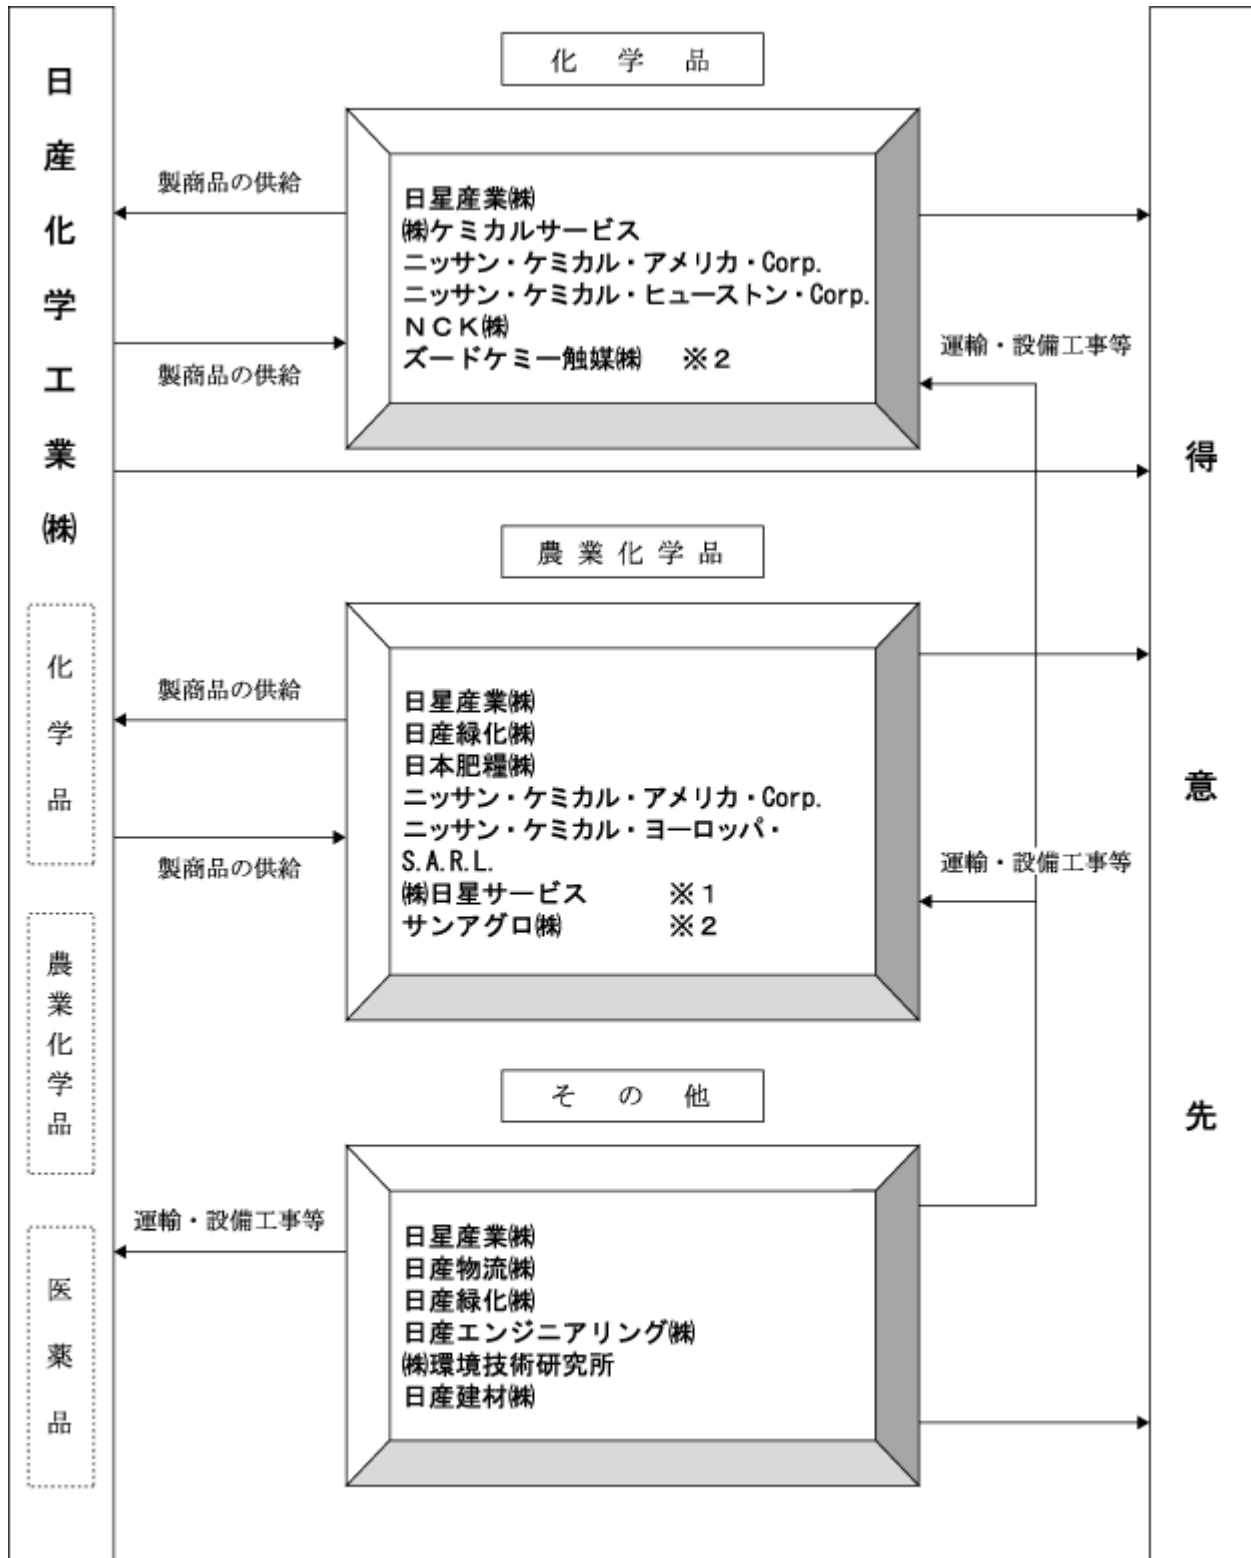 日産化学工業㈱
化学品
農業化学品
医薬品
化学品
製商品の供給
製商品の供給
日星産業㈱
㈱ケミカルサービス
ニッサン・ケミカル・アメリカ・Corp.
ニッサン・ケミカル・ヒューストン・Corp.
ＮＣＫ㈱
ズードケミー触媒㈱　※２
運輸・設備工事等
農業化学品
製商品の供給
製商品の供給
日星産業㈱
日産緑化㈱
日本肥糧㈱
ニッサン・ケミカル・アメリカ・Corp.
ニッサン・ケミカル・ヨーロッパ・
S.A.R.L.
㈱日星サービス　※１
サンアグロ㈱　※２
運輸・設備工事等
その他
運輸・設備工事等
日星産業㈱
日産物流㈱
日産緑化㈱
日産エンジニアリング㈱
㈱環境技術研究所
日産建材㈱
得意先